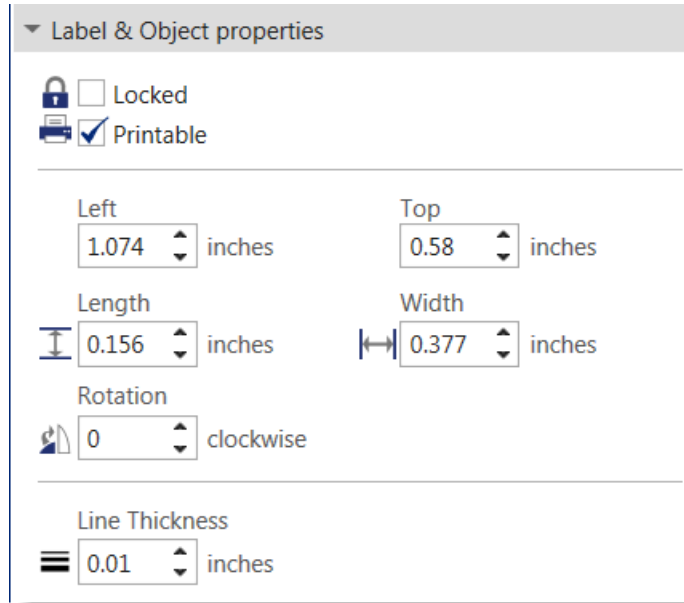 Label & Object properties
Locked
Printable
Left Top
1.074 inches 0.58 inches
Length Width
0.156 inches 0.377 inches
Rotation
0 clockwise
Line Thickness
0.01 inches